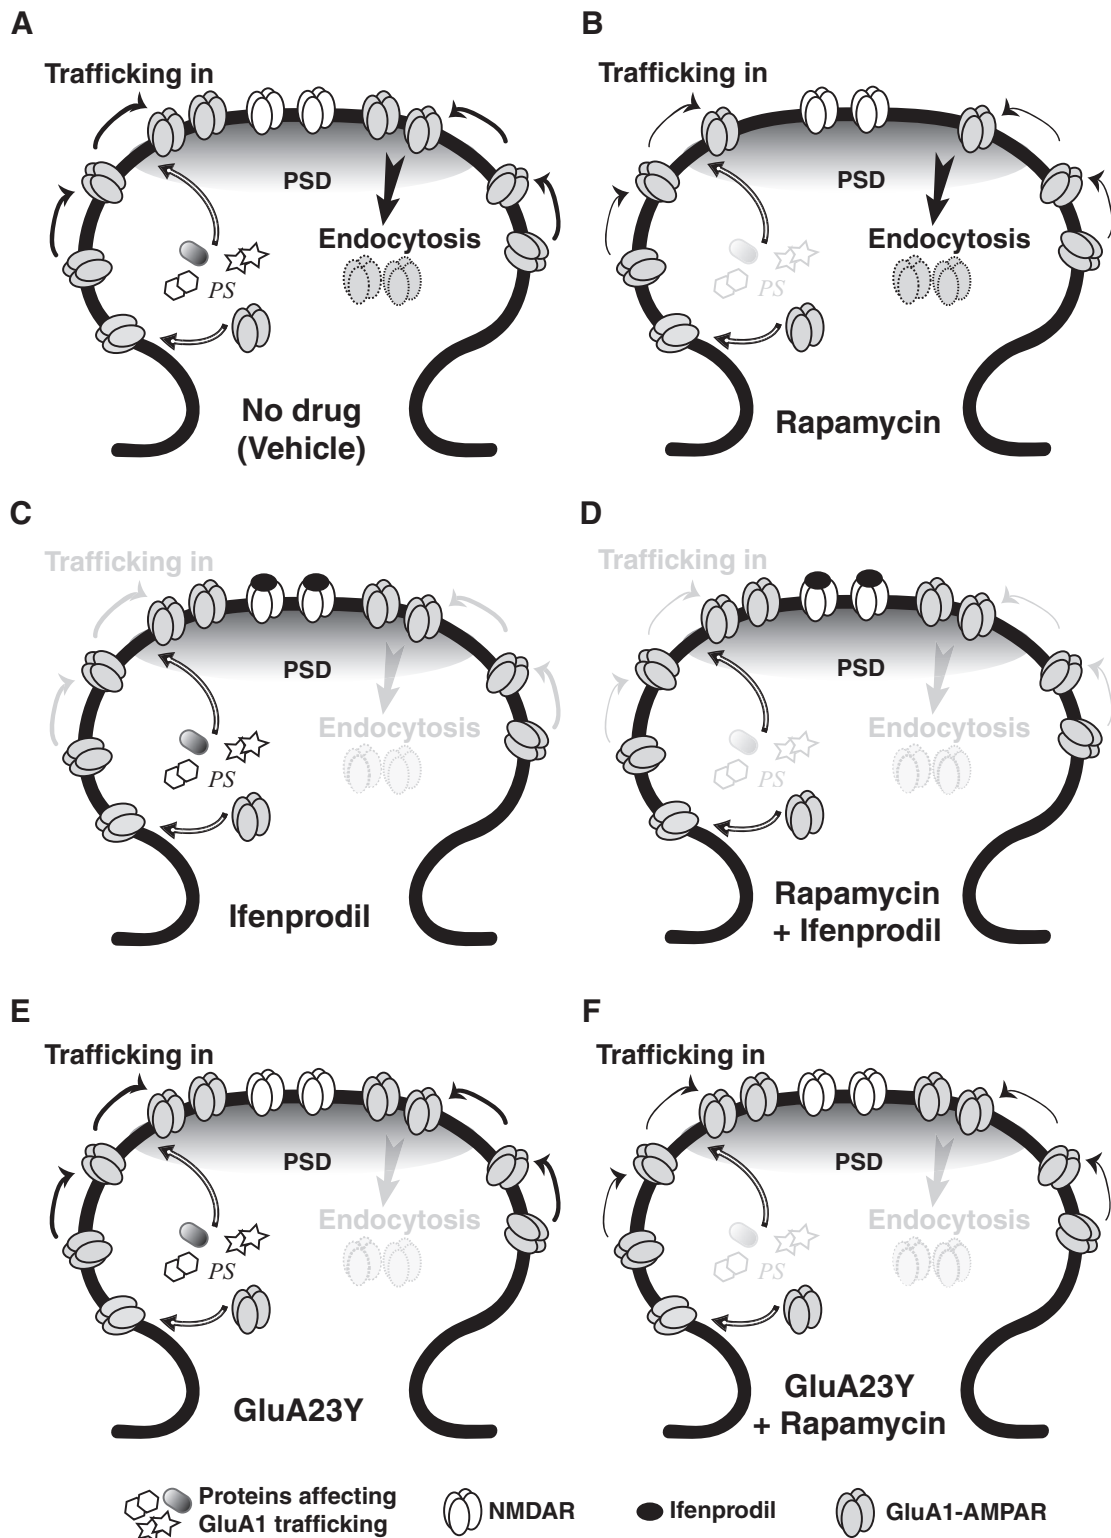 A
B
Trafficking in
Trafficking in
PSD
PSD
Endocytosis
Endocytosis
PS
PS
No drug
(Vehicle)
Rapamycin
C
D
Trafficking in
Trafficking in
PSD
PSD
Endocytosis
Endocytosis
PS
PS
Ifenprodil
Rapamycin
+ Ifenprodil
E
F
Trafficking in
Trafficking in
PSD
PSD
Endocytosis
Endocytosis
PS
PS
GluA23Y
GluA23Y
+ Rapamycin
Proteins affecting
GluA1 trafficking
NMDAR
Ifenprodil
GluA1-AMPAR